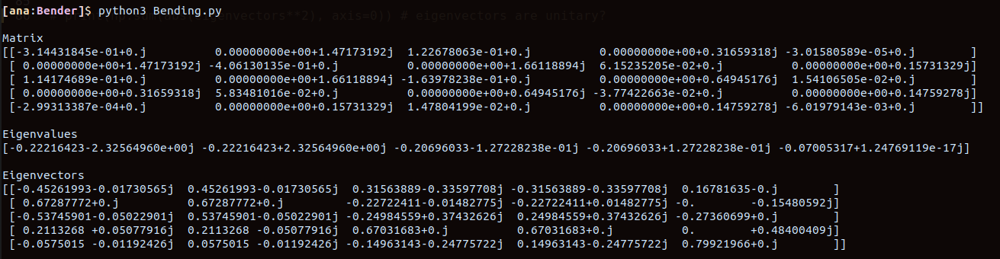 [ana:Bender]$ python3 Bending.py
Matrix
[[-3.14431845e-01+0.j          0.00000000e+00+1.47173192j  1.22678063e-01+0.j          0.00000000e+00+0.31659318j -3.01580589e-05+0.j        ]
 [ 0.00000000e+00+1.47173192j -4.06130135e-01+0.j          0.00000000e+00+1.66118894j  6.15235205e-02+0.j          0.00000000e+00+0.15731329j]
 [ 1.14174689e-01+0.j          0.00000000e+00+1.66118894j -1.63978238e-01+0.j          0.00000000e+00+0.64945176j  1.54106505e-02+0.j        ]
 [ 0.00000000e+00+0.31659318j  5.83481016e-02+0.j          0.00000000e+00+0.64945176j -3.77422663e-02+0.j          0.00000000e+00+0.14759278j]
 [-2.99313387e-04+0.j          0.00000000e+00+0.15731329j  1.47804199e-02+0.j          0.00000000e+00+0.14759278j -6.01979143e-03+0.j        ]]
Eigenvalues
[-0.22216423-2.32564960e+00j -0.22216423+2.32564960e+00j -0.20696033-1.27228238e-01j -0.20696033+1.27228238e-01j -0.07005317+1.24769119e-17j]
Eigenvectors
[[-0.45261993-0.01730565j  0.45261993-0.01730565j  0.31563889-0.33597708j -0.31563889-0.33597708j  0.16781635-0.j        ]
 [ 0.67287772+0.j          0.67287772+0.j         -0.22722411-0.01482775j -0.22722411+0.01482775j -0.        -0.15480592j]
 [-0.53745901-0.05022901j  0.53745901-0.05022901j -0.24984559+0.37432626j  0.24984559+0.37432626j -0.27360699+0.j        ]
 [ 0.2113268 +0.05077916j  0.2113268 -0.05077916j  0.67031683+0.j          0.67031683+0.j          0.        +0.48400409j]
 [-0.0575015 -0.01192426j  0.0575015 -0.01192426j -0.14963143-0.24775722j  0.14963143-0.24775722j  0.79921966+0.j        ]]